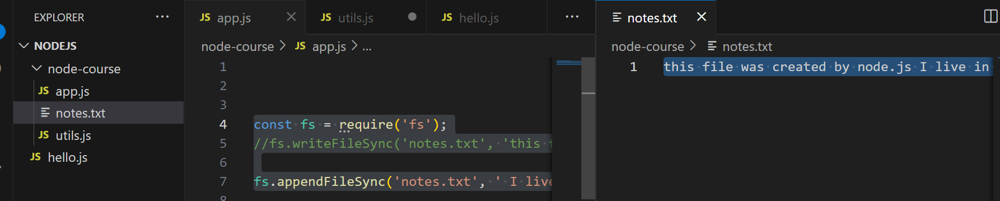 EXPLORER
NODEJS
node-course
JS app.js
notes.txt
JS utils.js
JS hello.js
JS app.js
JS utils.js
JS hello.js
node-course > JS app.js > ...
1
2
3
4 const fs = require('fs');
5 //fs.writeFileSync('notes.txt', 'this
6
7 fs.appendFileSync('notes.txt', ' I live
8
notes.txt
node-course > notes.txt
1 this file was created by node.js I live in